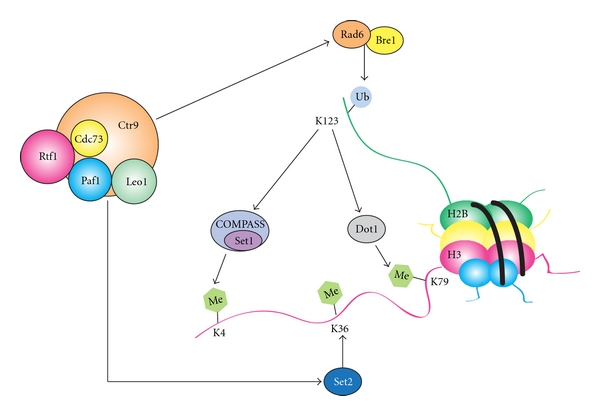 Rad6
Bre1
Ub
K123
Ctr9
Cdc73
Rtf1
Paf1
Leo1
COMPASS
Set1
Dot1
H2B
H3
Me
K79
Me
K4
Me
K36
Set2